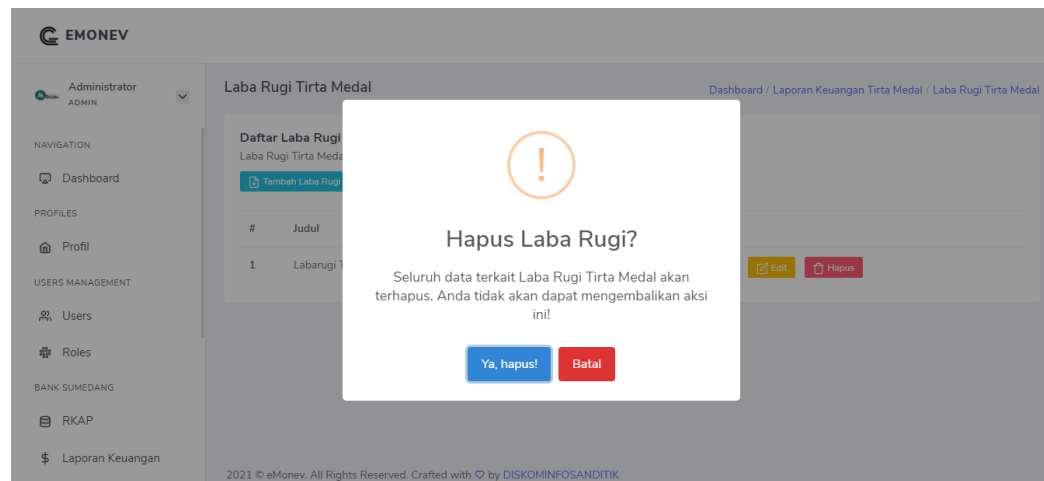 EMONEV
Administrator
ADMIN
Laba Rugi Tirta Medal
Dashboard / Laporan Keuangan Tirta Medal / Laba Rugi Tirta Medal
NAVIGATION
Dashboard
PROFILES
Profil
USERS MANAGEMENT
Users
Roles
BANK SUMEDANG
RKAP
$ Laporan Keuangan
Daftar Laba Rugi
Laba Rugi Tirta Meda
Tambah Laba Rugi
# Judul
1 Labarugi T
Edit Hapus
!
Hapus Laba Rugi?
Seluruh data terkait Laba Rugi Tirta Medal akan
terhapus. Anda tidak akan dapat mengembalikan aksi
ini!
Ya, hapus! Batal
2021 © eMonev. All Rights Reserved. Crafted with ♡ by DISKOMINFOSANDITIK